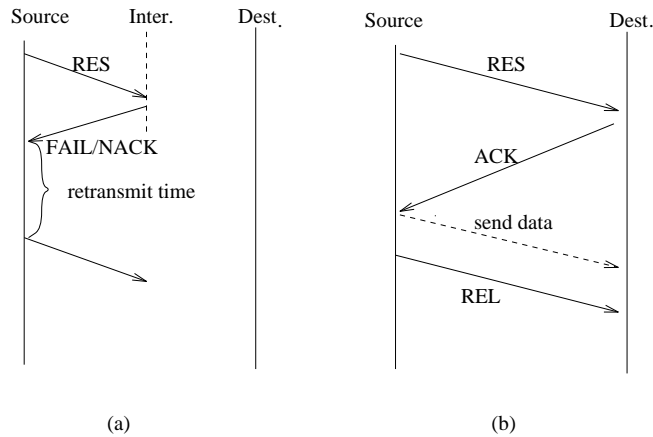 Source Inter. Dest.
RES
FAIL/NACK
retransmit time
(a)
Source Dest.
RES
ACK
send data
REL
(b)